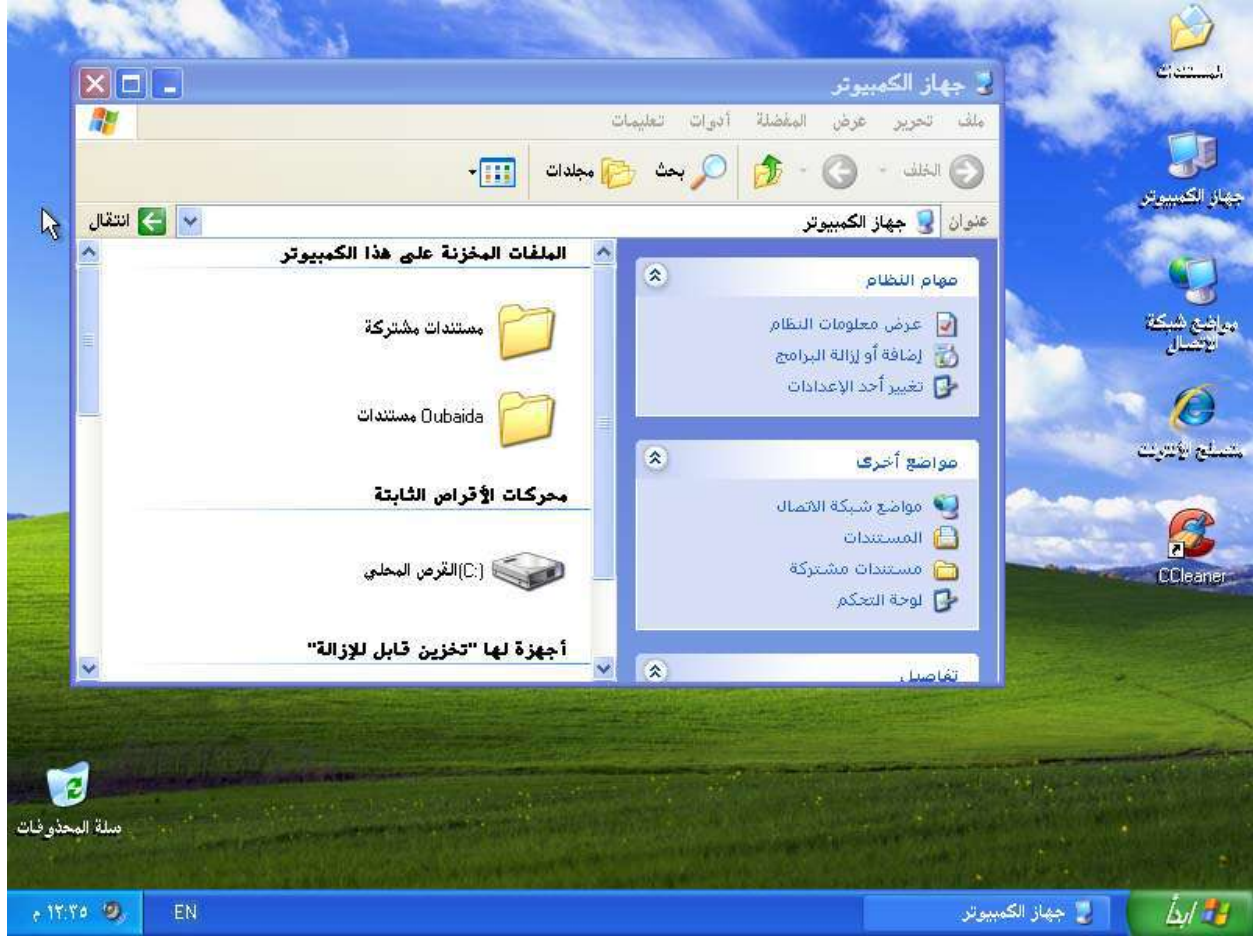 المستندات
جهاز الكمبيوتر
مواضع شبكة
الاتصال
متصفح الإنترنت
CCleaner
سلة المحذوفات
جهاز الكمبيوتر
ملف تحرير عرض المفضلة أدوات تعليمات
الخلف بحث مجلدات
عنوان جهاز الكمبيوتر انتقال
مهام النظام
عرض معلومات النظام
إضافة أو إزالة البرامج
تغيير أحد الإعدادات
مواضع أخرى
مواضع شبكة الاتصال
المستندات
مستندات مشتركة
لوحة التحكم
تفاصيل
الملفات المخزنة على هذا الكمبيوتر
مستندات مشتركة
Oubaida مستندات
محركات الأقراص الثابتة
(C:)القرص المحلي
أجهزة لها "تخزين قابل للإزالة"
ابدأ
جهاز الكمبيوتر
EN
١٢:٣٥ م